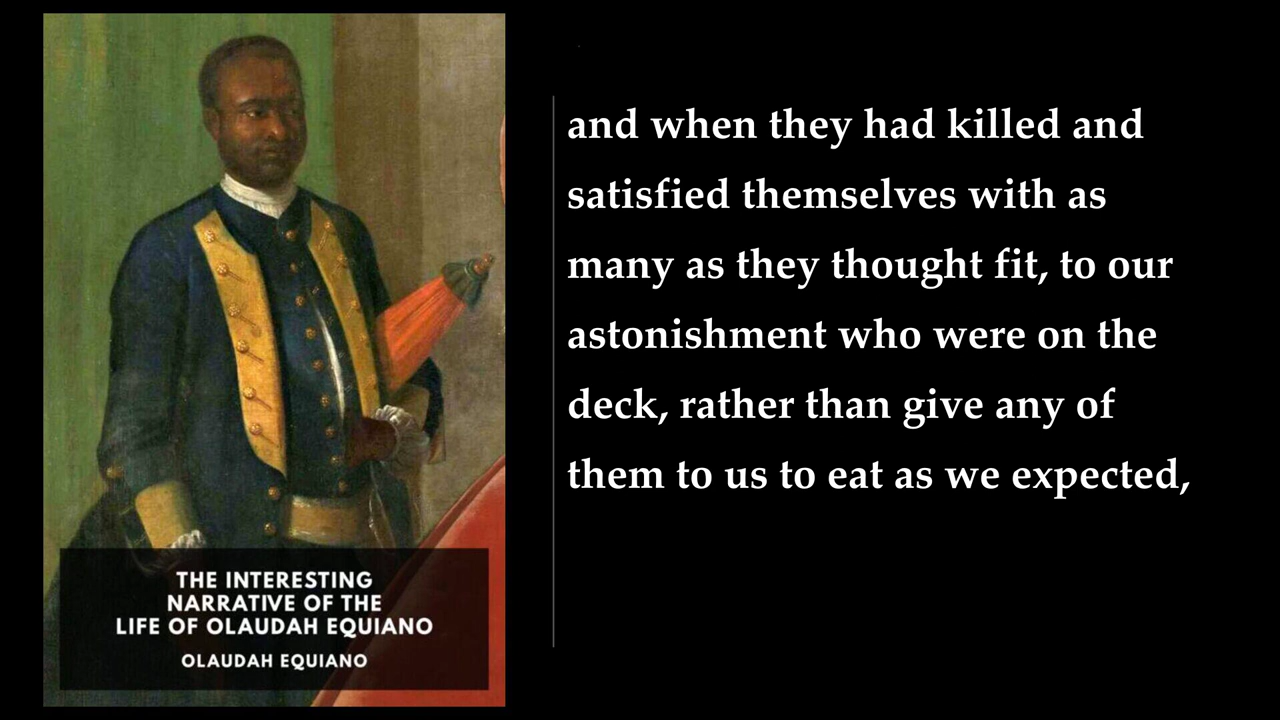 and when they had killed and
satisfied themselves with as
many as they thought fit, to our
astonishment who were on the
deck, rather than give any of
them to us to eat as we expected,
THE INTERESTING
NARRATIVE OF THE
LIFE OF OLAUDAH EQUIANO
OLAUDAH EQUIANO